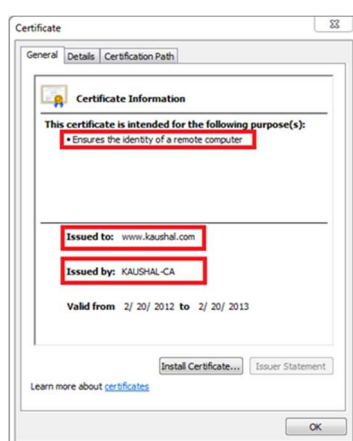 Certificate
General Details Certification Path
Certificate Information
This certificate is intended for the following purpose(s):
• Ensures the identity of a remote computer
Issued to: www.kaushal.com
Issued by: KAUSHAL-CA
Valid from 2/ 20/ 2012 to 2/ 20/ 2013
Install Certificate... Issuer Statement
Learn more about certificates
OK